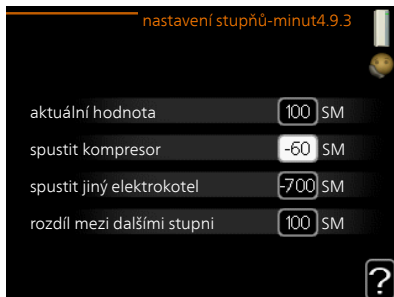 nastavení stupňů-minut4.9.3
aktuální hodnota 100 SM
spustit kompresor -60 SM
spustit jiný elektrokotel -700 SM
rozdíl mezi dalšími stupni 100 SM
?